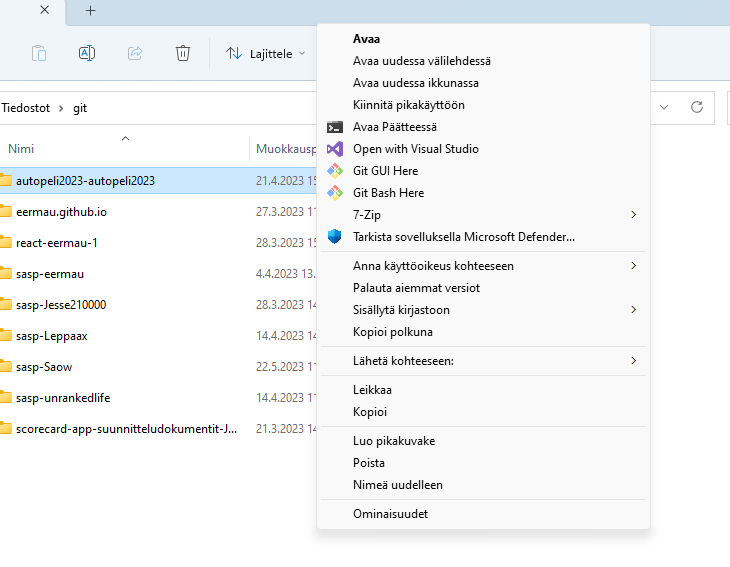 Lajittele
Tiedostot > git
Nimi
Muokkausp
autopeli2023-autopeli2023
21.4.2023 15
eermau.github.io
27.3.2023 11
react-eermau-1
28.3.2023 15
sasp-eermau
4.4.2023 13.
sasp-Jesse210000
28.3.2023 14
sasp-Leppaax
14.4.2023 14
sasp-Saow
22.5.2023 11
sasp-unrankedlife
14.4.2023 11
scorecard-app-suunnitteludokumentit-J...
21.3.2023 14
Avaa
Avaa uudessa välilehdessä
Avaa uudessa ikkunassa
Kiinnitä pikakäyttöön
Avaa Päätteessä
Open with Visual Studio
Git GUI Here
Git Bash Here
7-Zip
Tarkista sovelluksella Microsoft Defender...
Anna käyttöoikeus kohteeseen
Palauta aiemmat versiot
Sisällytä kirjastoon
Kopioi polkuna
Lähetä kohteeseen:
Leikkaa
Kopioi
Luo pikakuvake
Poista
Nimeä uudelleen
Ominaisuudet